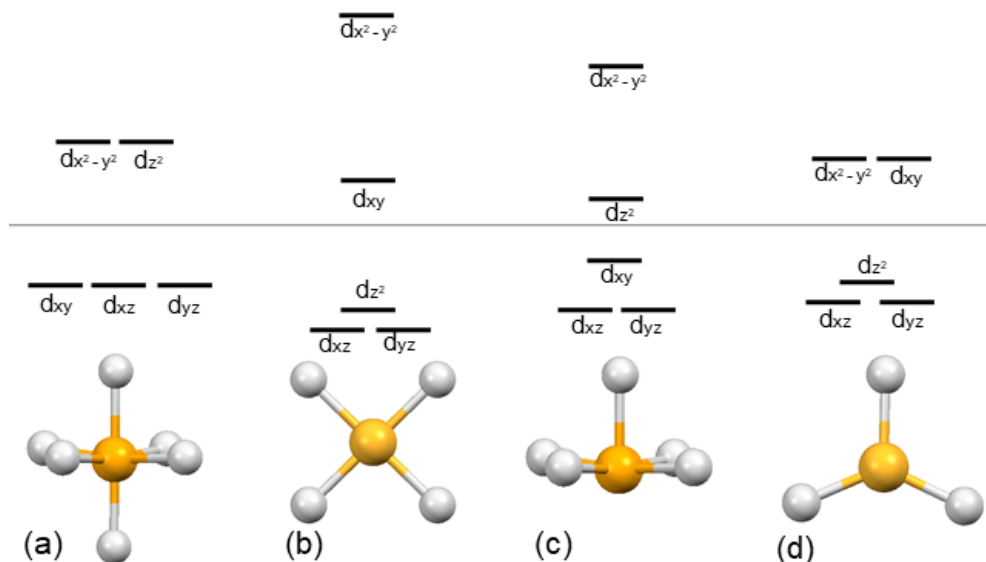 dx²-y²
dx²-y²
dx²-y² dz²
dx²-y² dxy
dxy
dz²
dxy
dz²
dz²
dxy dxz dyz
dxz dyz
dxz dyz
dxz dyz
(a) (b) (c) (d)